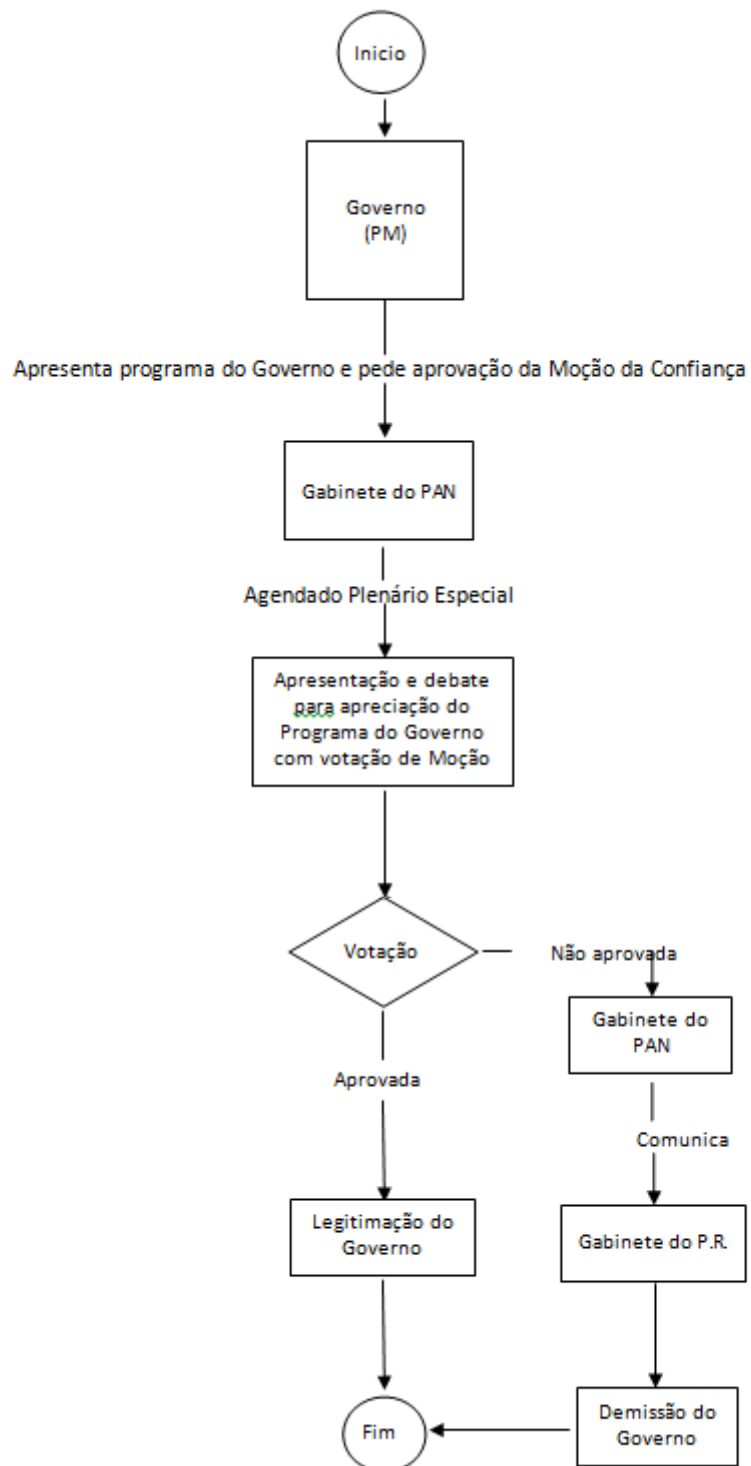 Inicio
Governo
(PM)
Apresenta programa do Governo e pede aprovação da Moção da Confiança
Gabinete do PAN
Agendado Plenário Especial
Apresentação e debate
para apreciação do
Programa do Governo
com votação de Moção
Votação
Não aprovada
Gabinete do
PAN
Aprovada
Comunica
Legitimação do
Governo
Gabinete do P.R.
Demissão do
Governo
Fim